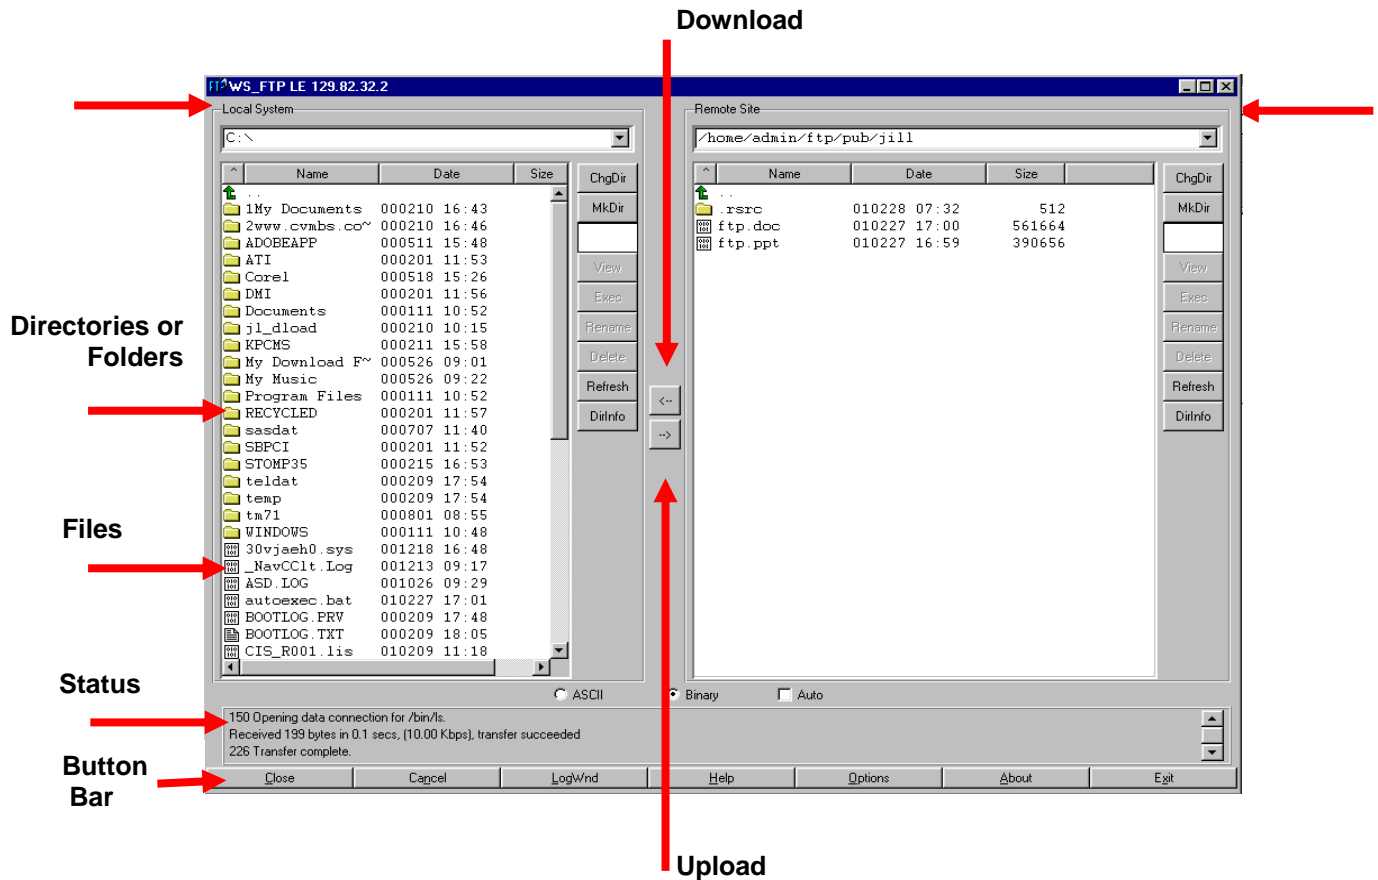 Download
WS_FTP LE 129.82.32.2
Local System
Remote Site
C:\
/home/admin/ftp/pub/jill
^ Name Date Size
^ Name Date Size
ChgDir
MkDir
View
Exec
Rename
Delete
Refresh
DirInfo
..
1My Documents 000210 16:43
2www.cvmbs.co~ 000210 16:46
ADOBEAPP 000511 15:48
ATI 000201 11:53
Corel 000518 15:26
DMI 000201 11:56
Documents 000111 10:52
jl_dload 000210 10:15
KPCMS 000211 15:58
My Download F~ 000526 09:01
My Music 000526 09:22
Program Files 000111 10:52
RECYCLED 000201 11:57
sasdat 000707 11:40
SBPCI 000201 11:52
STOMP35 000215 16:53
teldat 000209 17:54
temp 000209 17:54
tm71 000801 08:55
WINDOWS 000111 10:48
30vjaeh0.sys 001218 16:48
_NavCClt.Log 001213 09:17
ASD.LOG 001026 09:29
autoexec.bat 010227 17:01
BOOTLOG.PRV 000209 17:48
BOOTLOG.TXT 000209 18:05
CIS_R001.lis 010209 11:18
<--
-->
..
.rsrc 010228 07:32 512
ftp.doc 010227 17:00 561664
ftp.ppt 010227 16:59 390656
ChgDir
MkDir
View
Exec
Rename
Delete
Refresh
DirInfo
Directories or
Folders
Files
Status
Button
Bar
ASCII Binary Auto
150 Opening data connection for /bin/ls.
Received 199 bytes in 0.1 secs, (10.00 Kbps), transfer succeeded
226 Transfer complete.
Close Cancel LogWnd Help Options About Exit
Upload